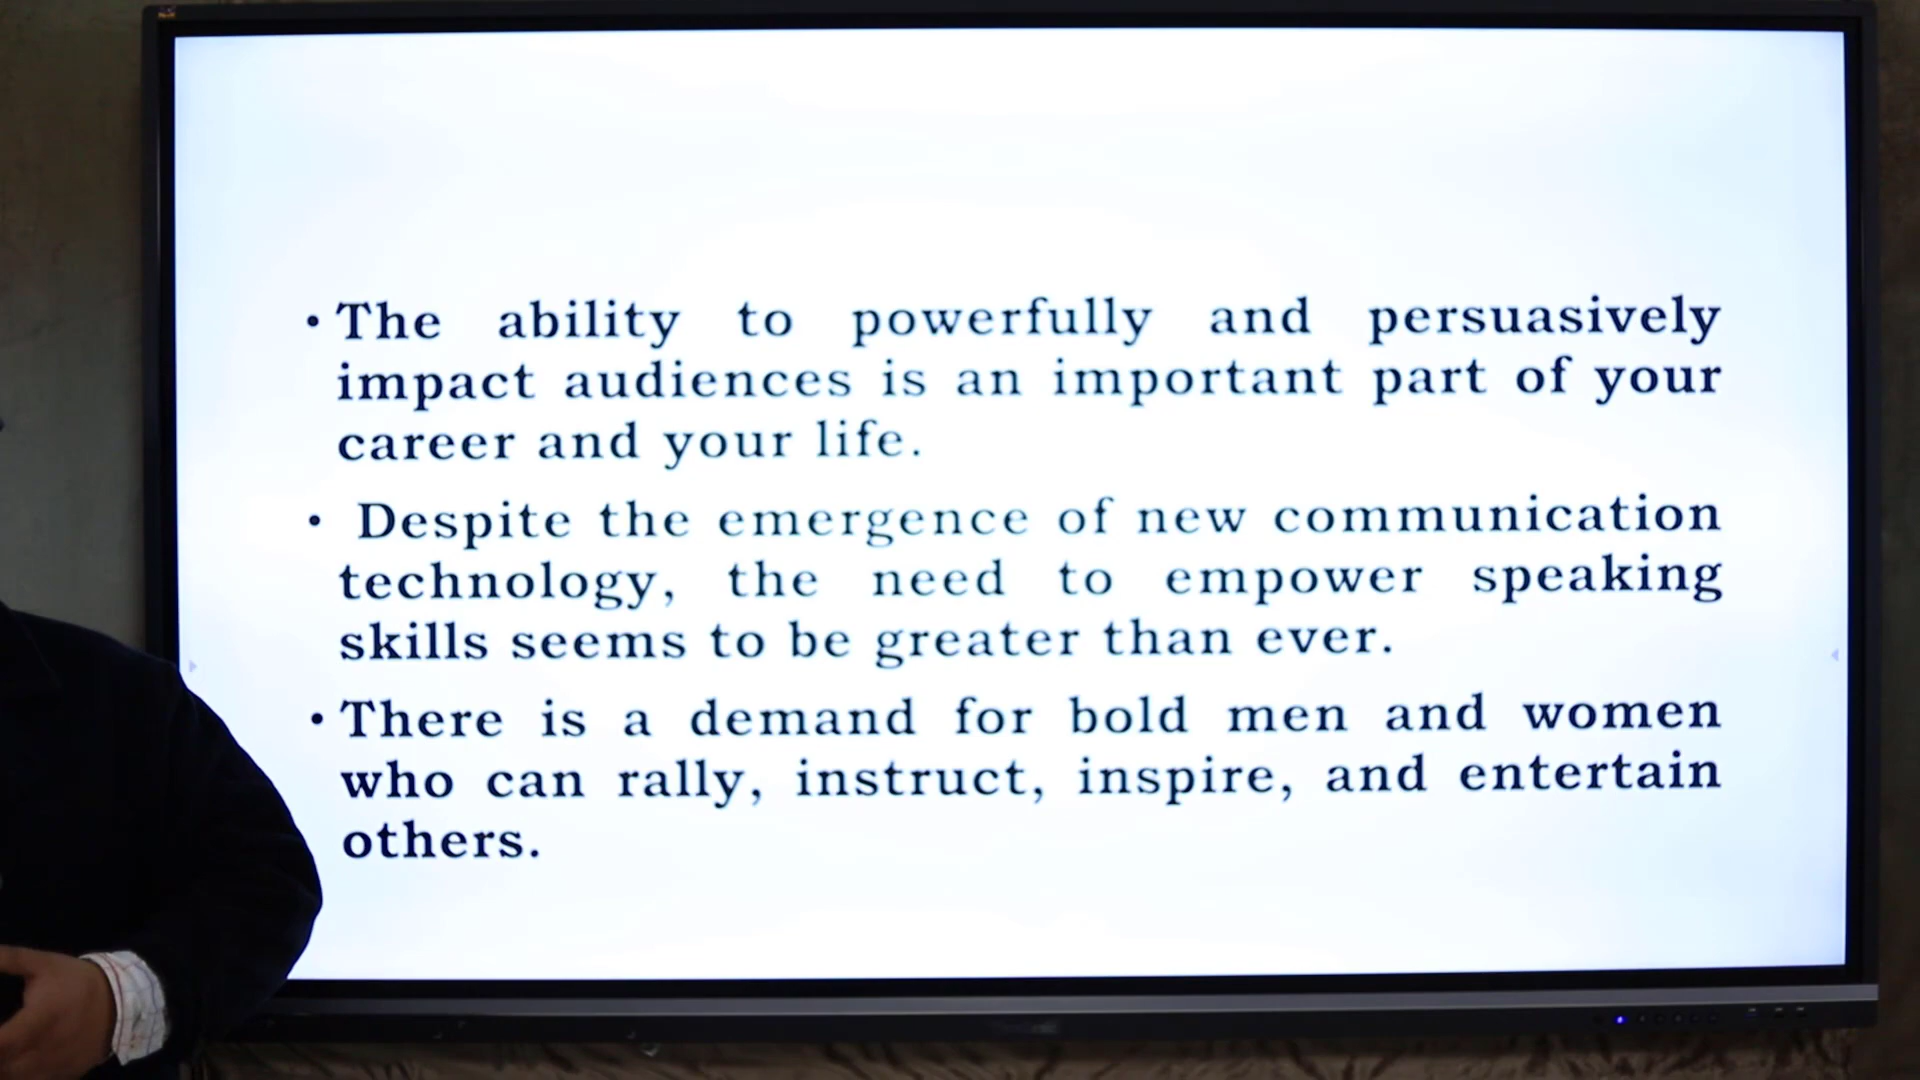 • The ability to powerfully and persuasively
impact audiences is an important part of your
career and your life.
• Despite the emergence of new communication
technology, the need to empower speaking
skills seems to be greater than ever.
• There is a demand for bold men and women
who can rally, instruct, inspire, and entertain
others.